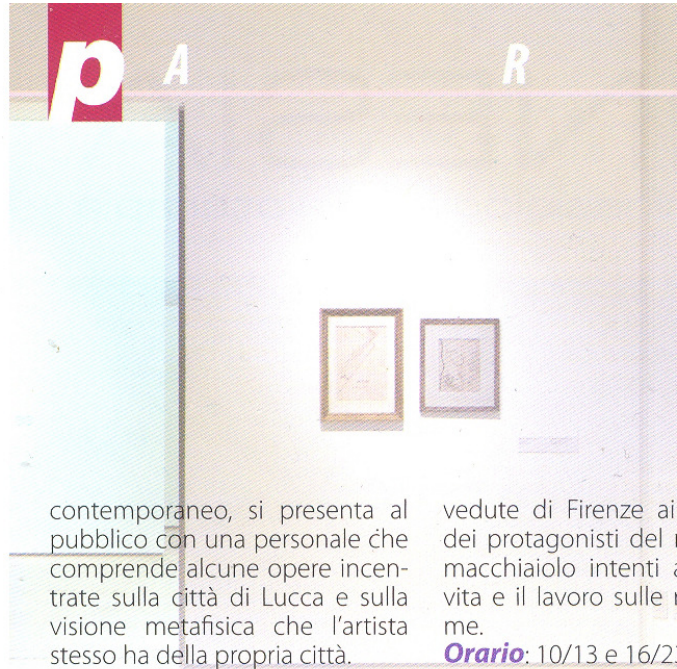 p A R
contemporaneo, si presenta al
pubblico con una personale che
comprende alcune opere incen-
trate sulla città di Lucca e sulla
visione metafisica che l'artista
stesso ha della propria città.
vedute di Firenze ai
dei protagonisti del
macchiaiolo intenti
vita e il lavoro sulle
me.
Orario: 10/13 e 16/